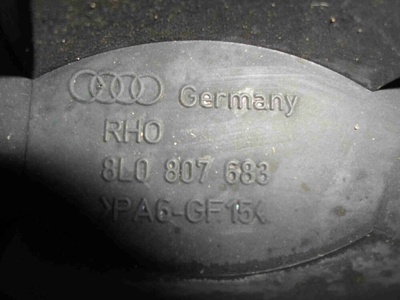 Germany
RHO
8L0 807 683
>PA6-GF15<